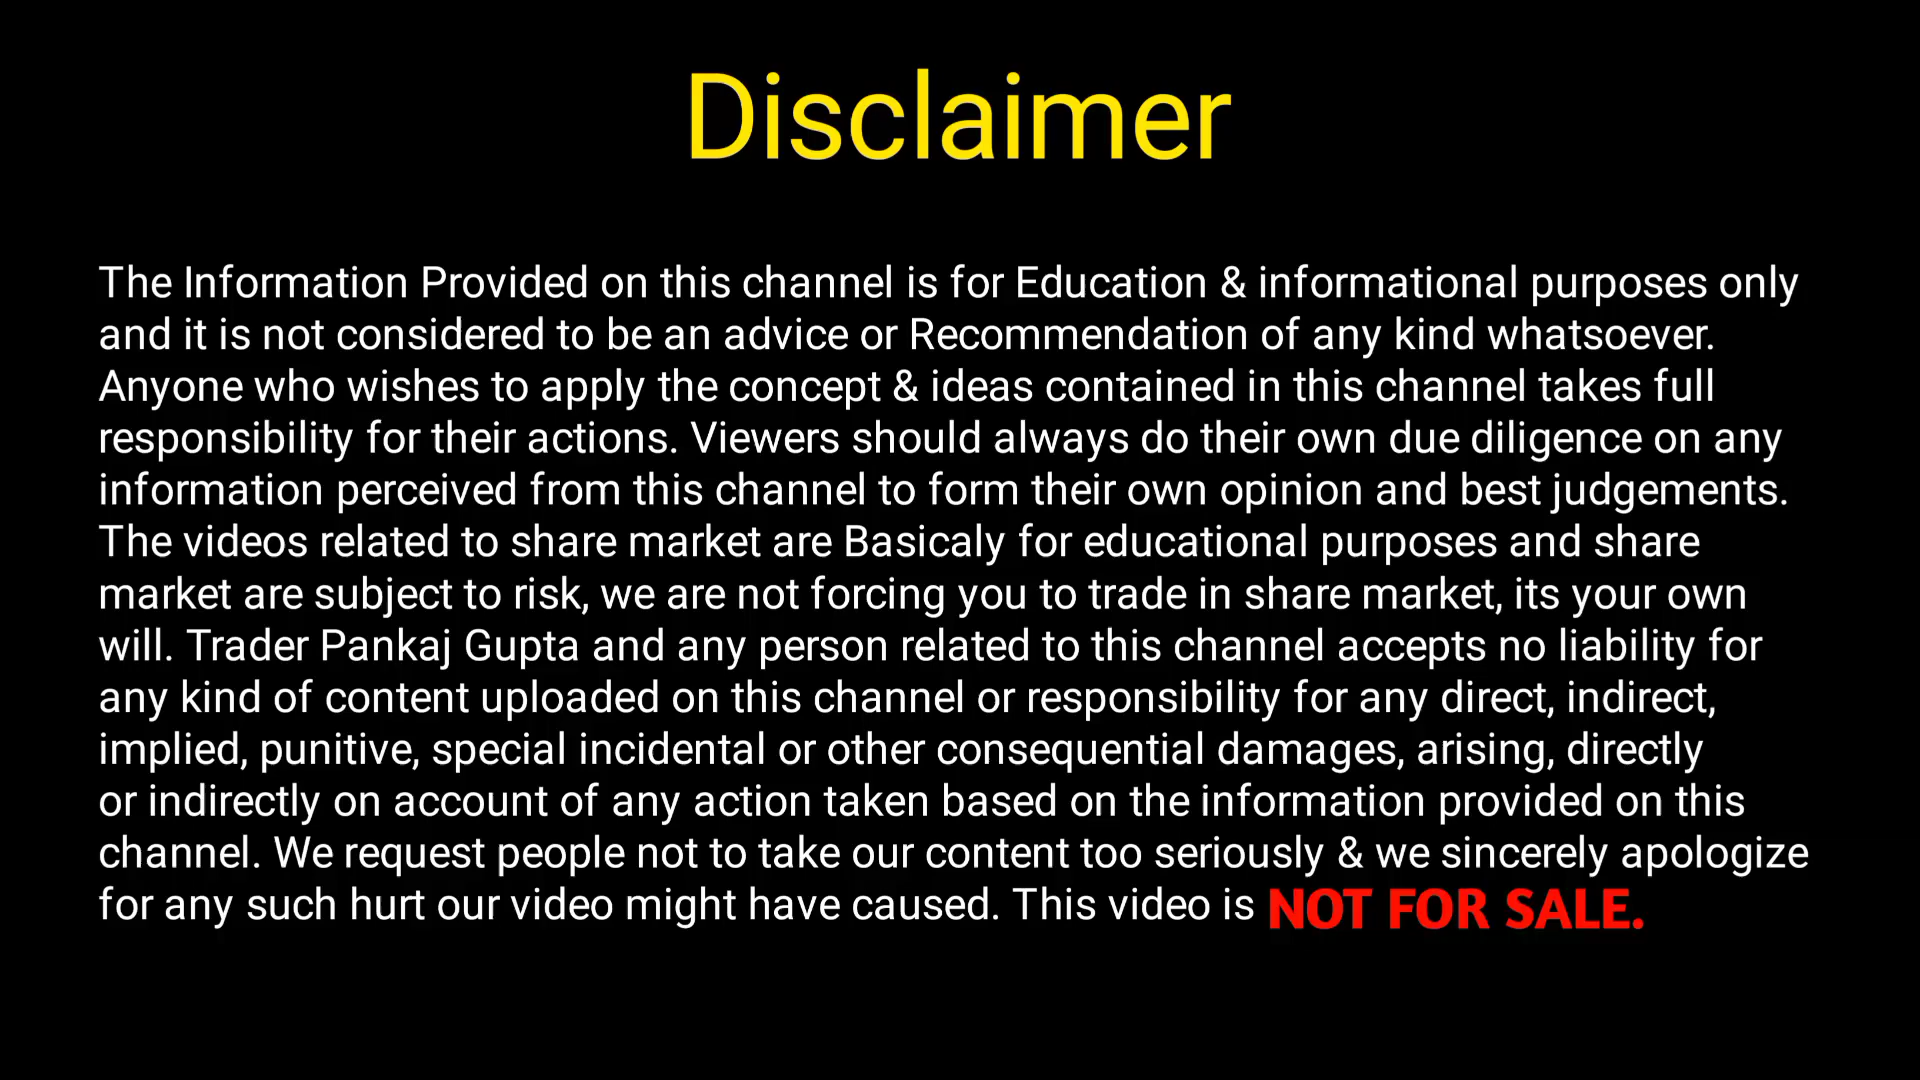 Disclaimer
The Information Provided on this channel is for Education & informational purposes only
and it is not considered to be an advice or Recommendation of any kind whatsoever.
Anyone who wishes to apply the concept & ideas contained in this channel takes full
responsibility for their actions. Viewers should always do their own due diligence on any
information perceived from this channel to form their own opinion and best judgements.
The videos related to share market are Basicaly for educational purposes and share
market are subject to risk, we are not forcing you to trade in share market, its your own
will. Trader Pankaj Gupta and any person related to this channel accepts no liability for
any kind of content uploaded on this channel or responsibility for any direct, indirect,
implied, punitive, special incidental or other consequential damages, arising, directly
or indirectly on account of any action taken based on the information provided on this
channel. We request people not to take our content too seriously & we sincerely apologize
for any such hurt our video might have caused. This video is NOT FOR SALE.